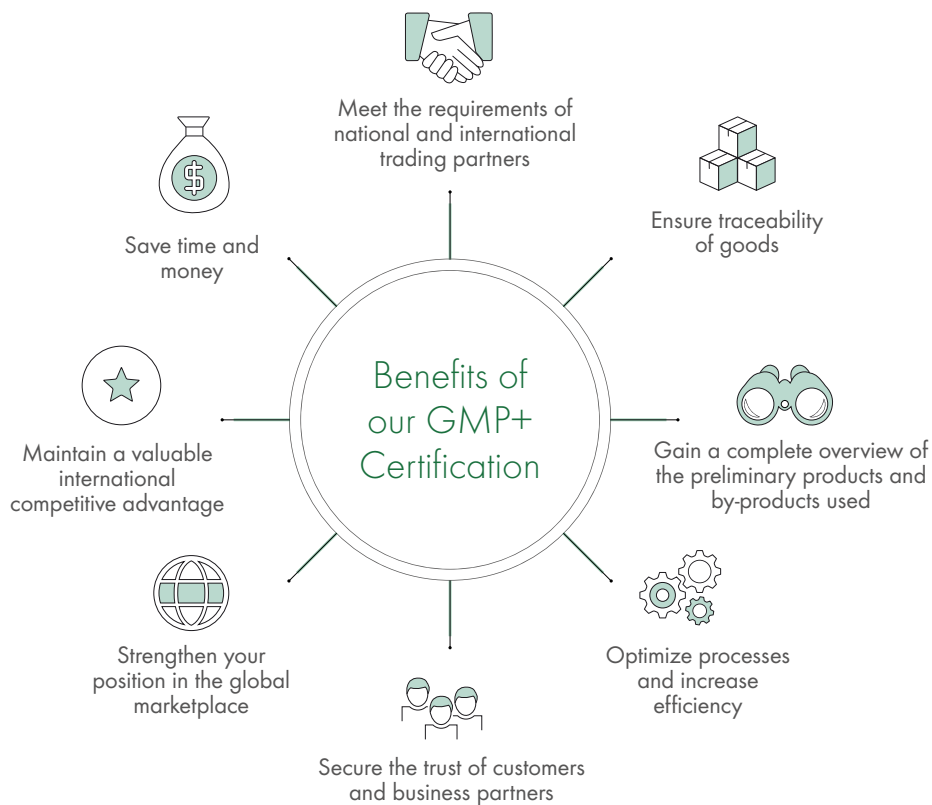 Benefits of
our GMP+
Certification
Meet the requirements of
national and international
trading partners
Ensure traceability
of goods
Gain a complete overview of
the preliminary products and
by-products used
Optimize processes
and increase
efficiency
Secure the trust of customers
and business partners
Strengthen your
position in the global
marketplace
Maintain a valuable
international
competitive advantage
Save time and
money
$